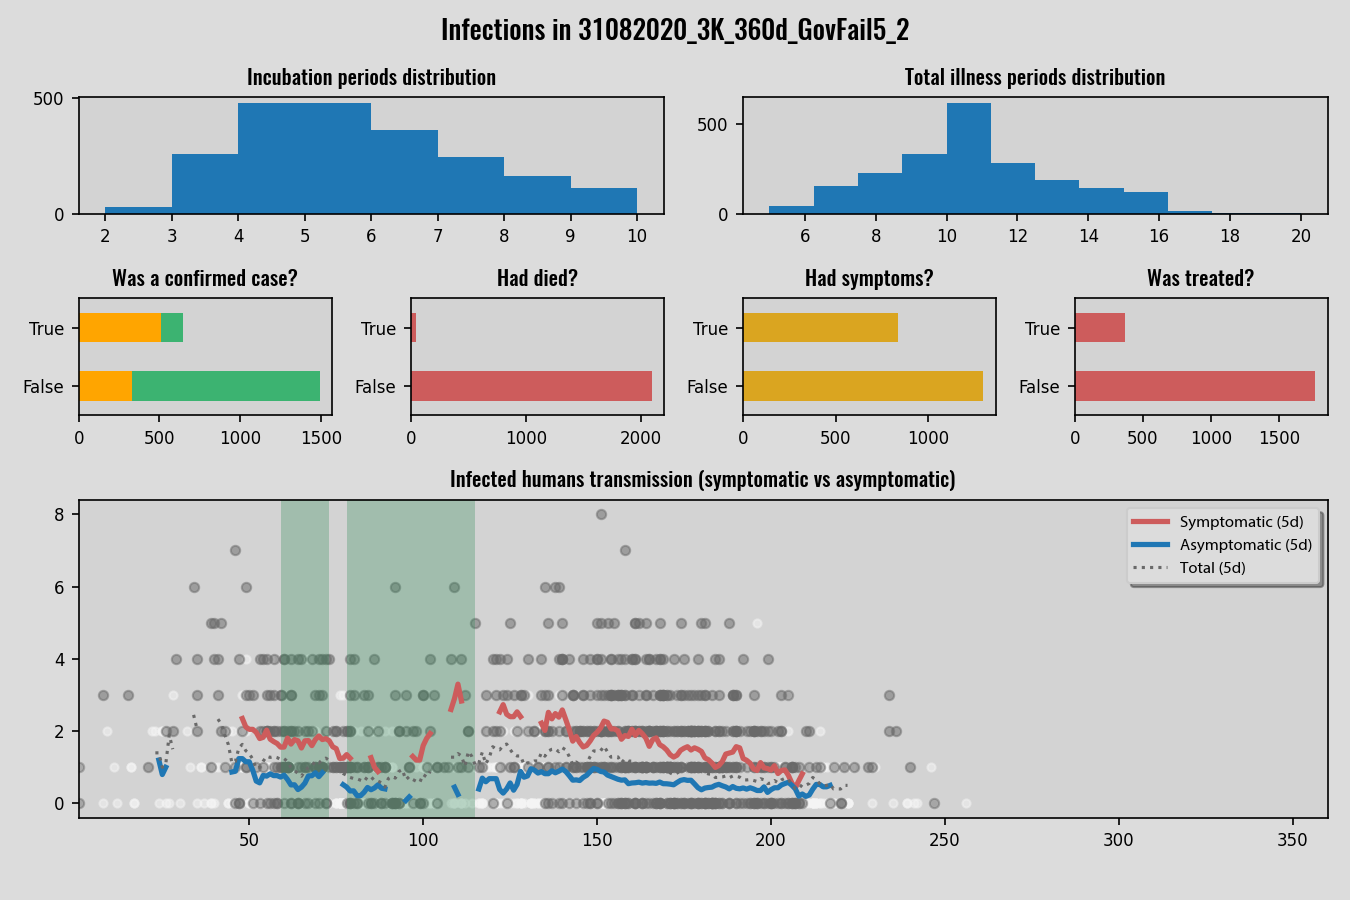 Infections in 31082020_3K_360d_GovFail5_2
Incubation periods distribution
500
0
2 3 4 5 6 7 8 9 10
Total illness periods distribution
500
0
6 8 10 12 14 16 18 20
Was a confirmed case?
True
False
0 500 1000 1500
Had died?
True
False
0 1000 2000
Had symptoms?
True
False
0 500 1000
Was treated?
True
False
0 500 1000 1500
Infected humans transmission (symptomatic vs asymptomatic)
8
6
4
2
0
50 100 150 200 250 300 350
Symptomatic (5d)
Asymptomatic (5d)
Total (5d)